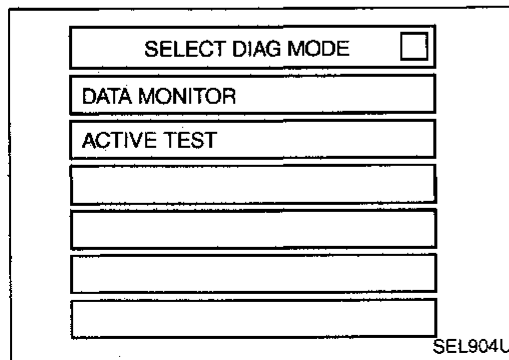 SELECT DIAG MODE
DATA MONITOR
ACTIVE TEST
SEL904U